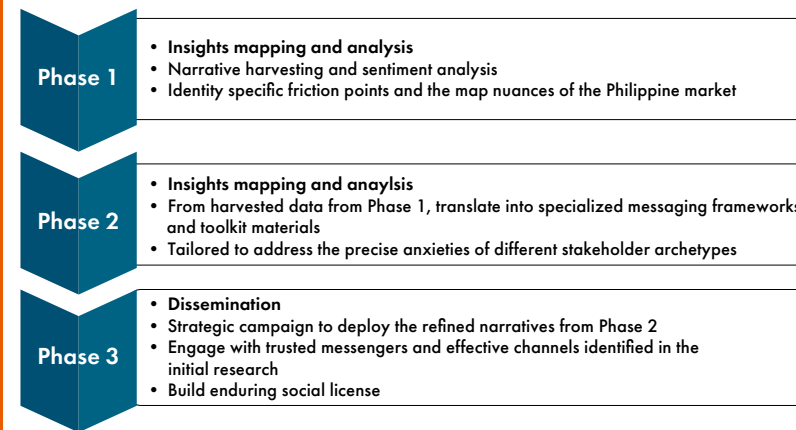 Phase 1
• Insights mapping and analysis
• Narrative harvesting and sentiment analysis
• Identity specific friction points and the map nuances of the Philippine market
Phase 2
• Insights mapping and anaylsis
• From harvested data from Phase 1, translate into specialized messaging frameworks
and toolkit materials
• Tailored to address the precise anxieties of different stakeholder archetypes
Phase 3
• Dissemination
• Strategic campaign to deploy the refined narratives from Phase 2
• Engage with trusted messengers and effective channels identified in the
initial research
• Build enduring social license